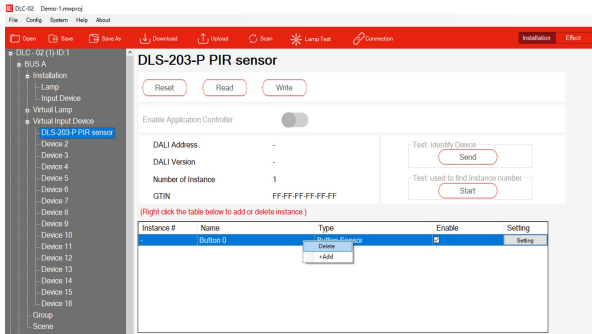 DLC-02 Demo-1.mwproj
File Config System Help About
Open Save Save As Download Upload Scan Lamp Test Connection Installation Effect
DLC - 02 (1)-ID:1
BUS A
Installation
Lamp
Input Device
Virtual Lamp
Virtual Input Device
DLS-203-P PIR sensor
Device 2
Device 3
Device 4
Device 5
Device 6
Device 7
Device 8
Device 9
Device 10
Device 11
Device 12
Device 13
Device 14
Device 15
Device 16
Group
Scene
DLS-203-P PIR sensor
Reset Read Write
Enable Application Controller
DALI Address -
DALI Version -
Number of Instance 1
GTIN FF-FF-FF-FF-FF-FF
Test: Identify Deivce
Send
Test: used to find Instance number
Start
(Right click the table below to add or delete instance.)
Instance # Name Type Enable Setting
- Button 0 Button Sensor Setting
Delete
+Add